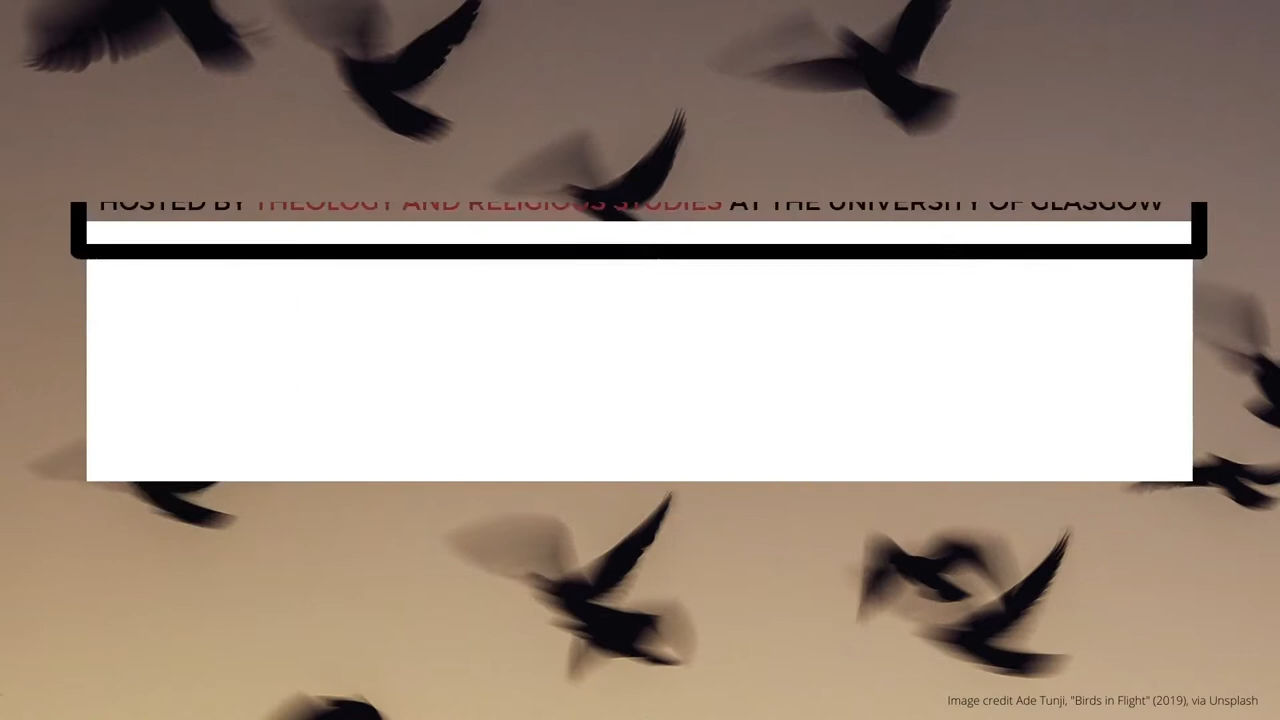 HOSTED BY THEOLOGY AND RELIGIOUS STUDIES AT THE UNIVERSITY OF GLASGOW
Image credit Ade Tunji, "Birds in Flight" (2019), via Unsplash